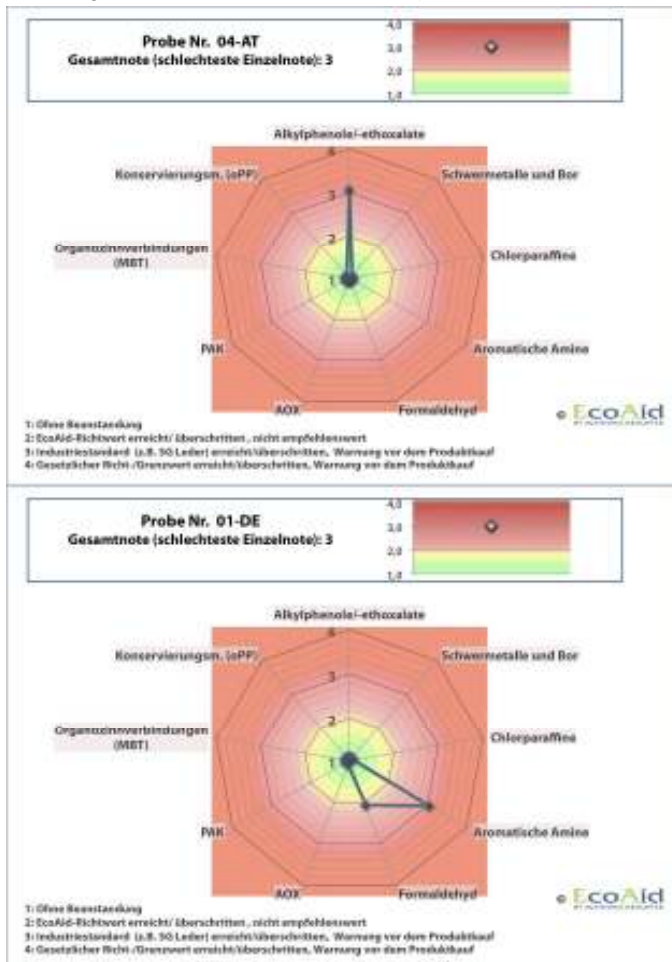 Probe Nr. 04-AT
Gesamtnote (schlechteste Einzelnote): 3
4,0
3,0
2,0
1,0
Alkylphenole/-ethoxalate
Konservierungsm. (oPP)
Schwermetalle und Bor
Organozinnverbindungen
(MBT)
Chlorparaffine
PAK
Aromatische Amine
AOX
Formaldehyd
4
3
2
1
© EcoAid
1: Ohne Beanstandung
2: EcoAid-Richtwert erreicht/ überschritten , nicht empfehlenswert
3: Industriestandard (z.B. SG Leder) erreicht/überschritten, Warnung vor dem Produktkauf
4: Gesetzlicher Richt-/Grenzwert erreicht/überschritten, Warnung vor dem Produktkauf
Probe Nr. 01-DE
Gesamtnote (schlechteste Einzelnote): 3
4,0
3,0
2,0
1,0
Alkylphenole/-ethoxalate
Konservierungsm. (oPP)
Schwermetalle und Bor
Organozinnverbindungen
(MBT)
Chlorparaffine
PAK
Aromatische Amine
AOX
Formaldehyd
4
3
2
1
© EcoAid
1: Ohne Beanstandung
2: EcoAid-Richtwert erreicht/ überschritten , nicht empfehlenswert
3: Industriestandard (z.B. SG Leder) erreicht/überschritten, Warnung vor dem Produktkauf
4: Gesetzlicher Richt-/Grenzwert erreicht/überschritten, Warnung vor dem Produktkauf